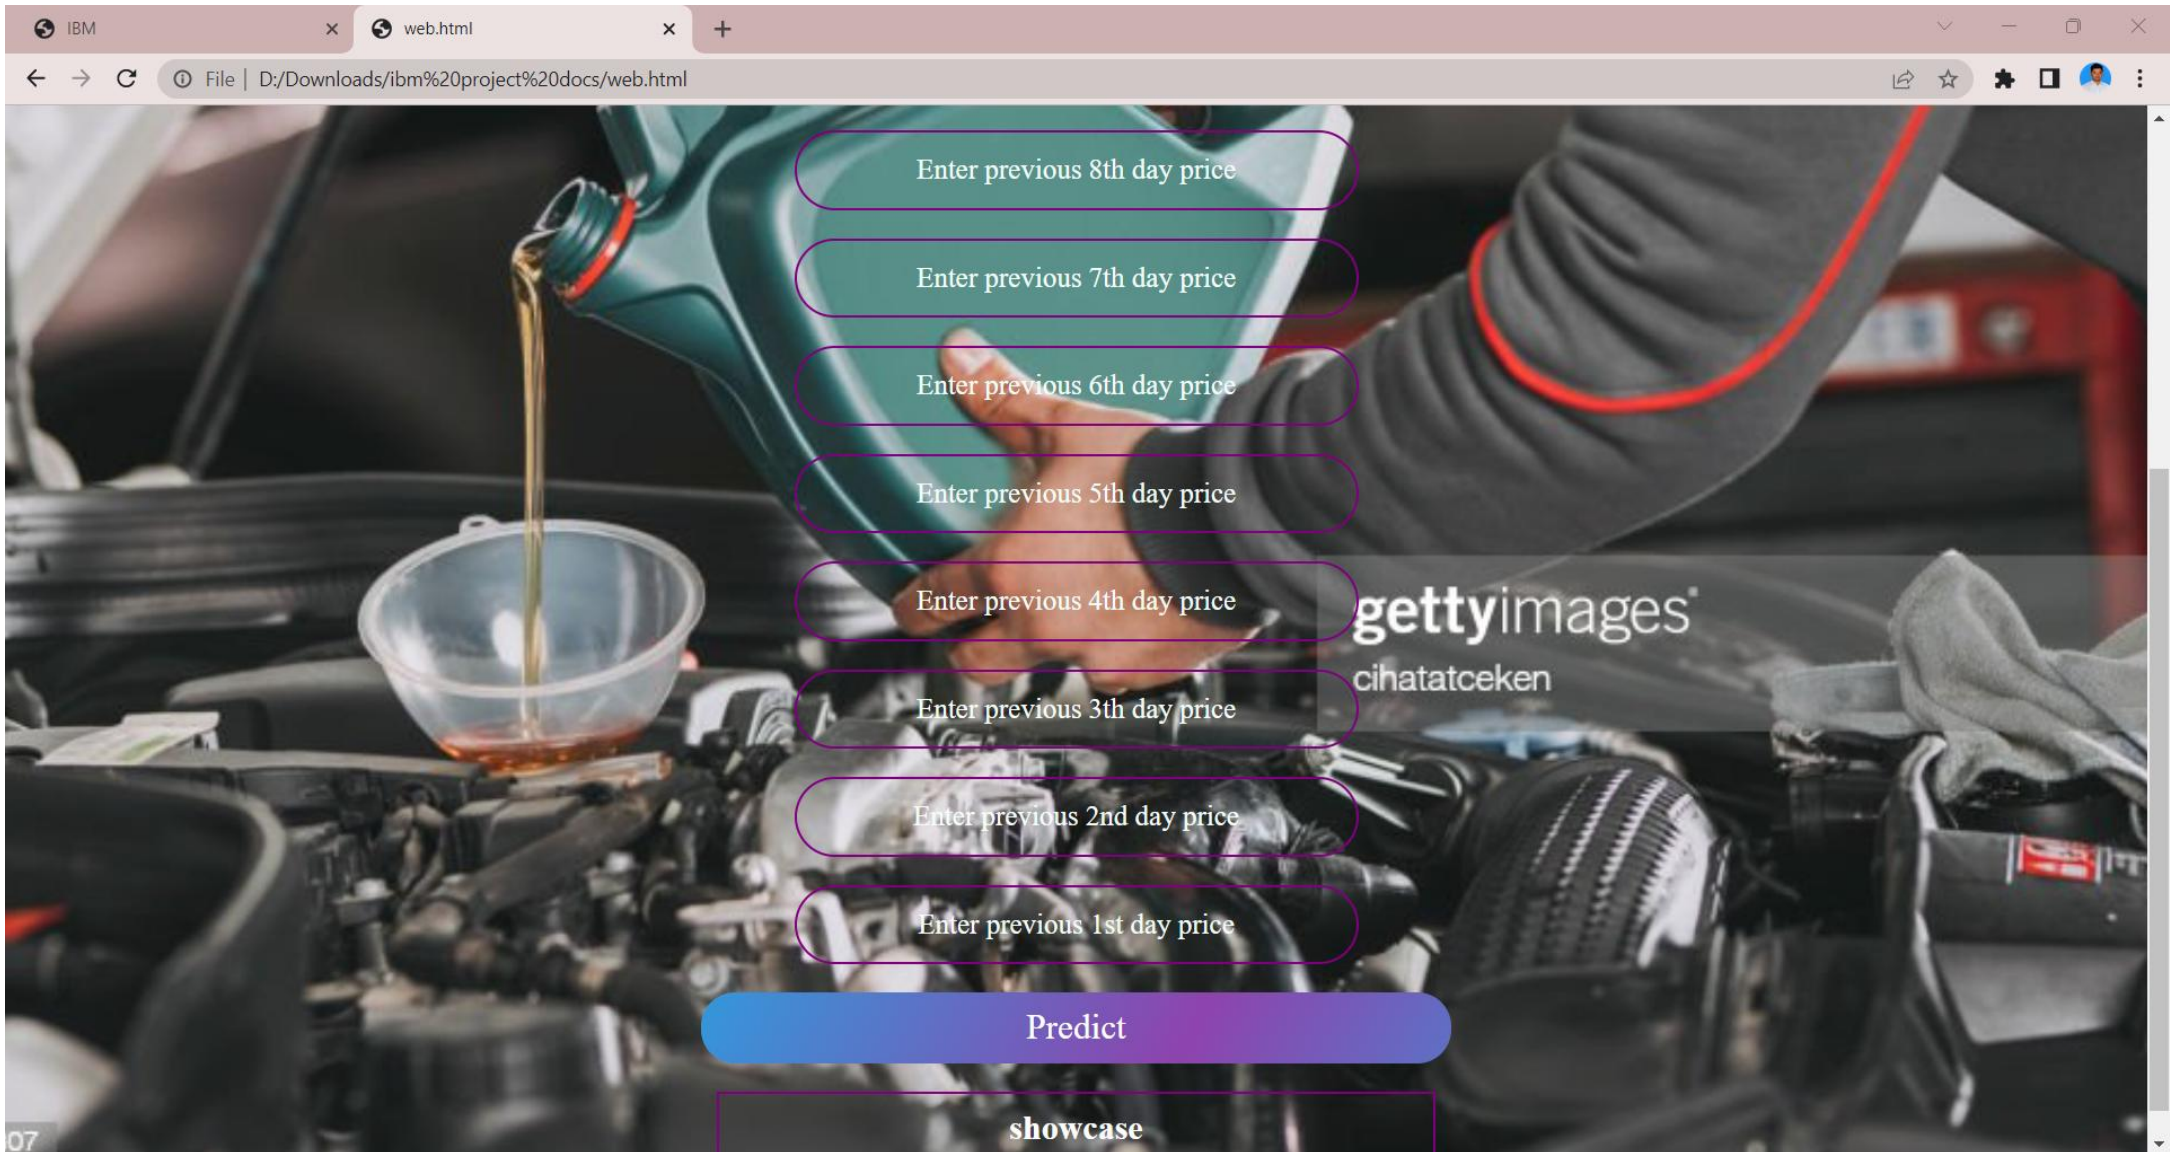 IBM
web.html
File | D:/Downloads/ibm%20project%20docs/web.html
Enter previous 8th day price
Enter previous 7th day price
Enter previous 6th day price
Enter previous 5th day price
Enter previous 4th day price
gettyimages®
cihatatceken
Enter previous 3th day price
Enter previous 2nd day price
Enter previous 1st day price
Predict
showcase
07